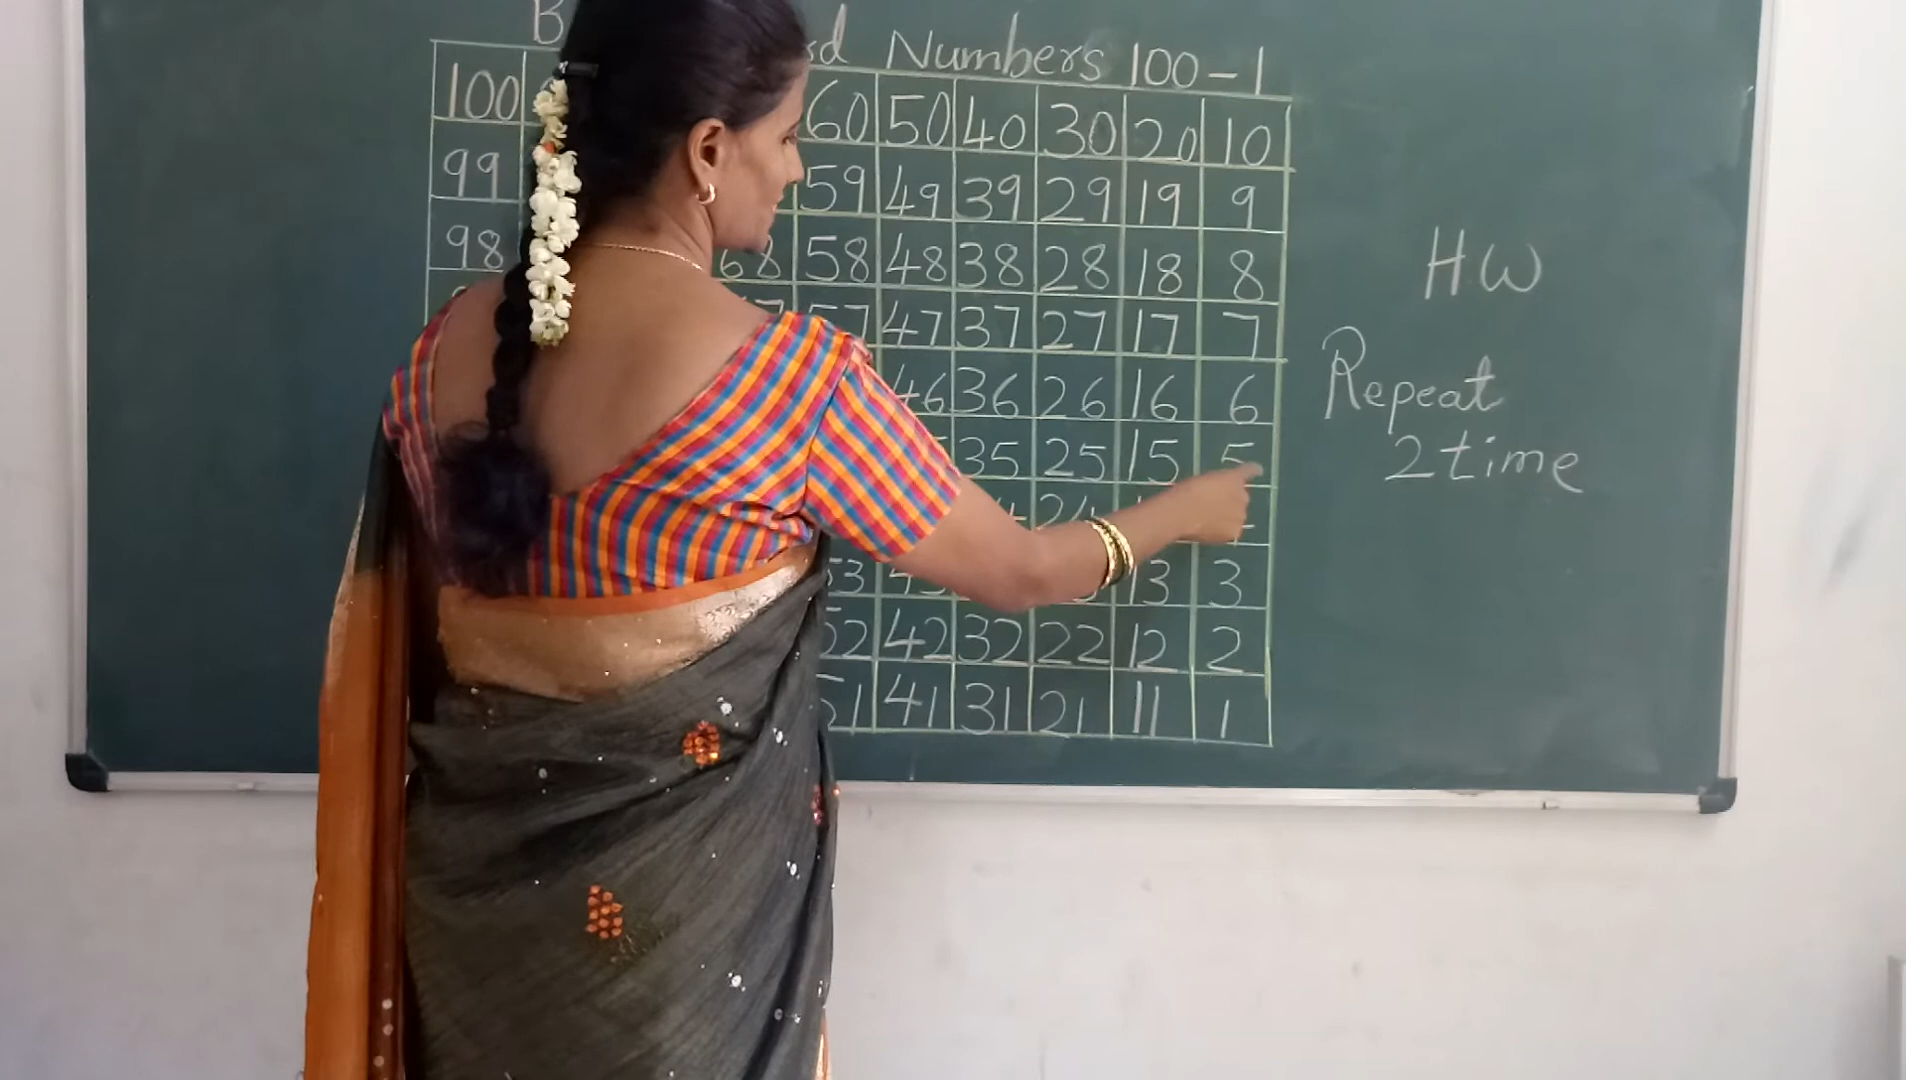 Numbers 100-1
100 60 50 40 30 20 10
99 59 49 39 29 19 9
98 68 58 48 38 28 18 8
47 37 27 17 7
46 36 26 16 6
35 25 15 5
13 3
42 32 22 12 2
41 31 21 11 1
HW
Repeat
2time